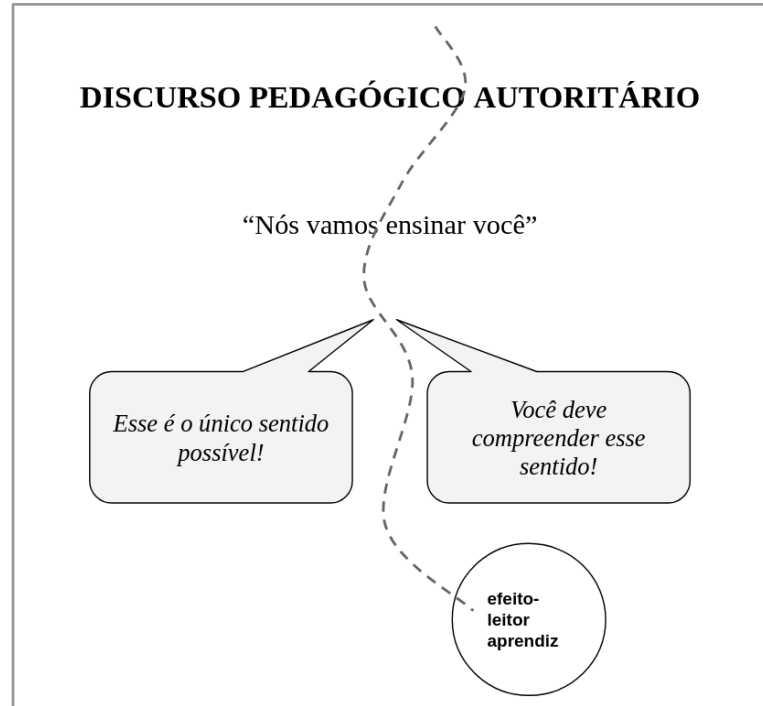 DISCURSO PEDAGÓGICO AUTORITÁRIO
“Nós vamos ensinar você”
Esse é o único sentido
possível!
Você deve
compreender esse
sentido!
efeito-
leitor
aprendiz